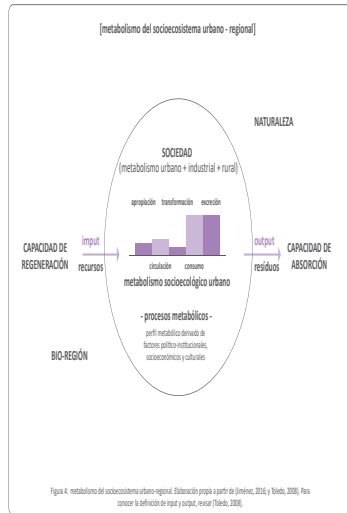 [metabolismo del socioecosistema urbano - regional]
NATURALEZA
SOCIEDAD
(metabolismo urbano + industrial + rural)
apropiación transformación excreción
CAPACIDAD DE
REGENERACIÓN
imput
recursos
output
residuos
CAPACIDAD DE
ABSORCIÓN
circulación consumo
metabolismo socioecológico urbano
- procesos metabólicos -
perfil metabólico derivado de
factores político-institucionales,
socioeconómicos y culturales
BIO-REGIÓN
Figura 4: metabolismo del socioecosistema urbano-regional. Elaboración propia a partir de (Jiménez, 2016; y Toledo, 2008). Para
conocer la definición de input y output, revisar (Toledo, 2008).